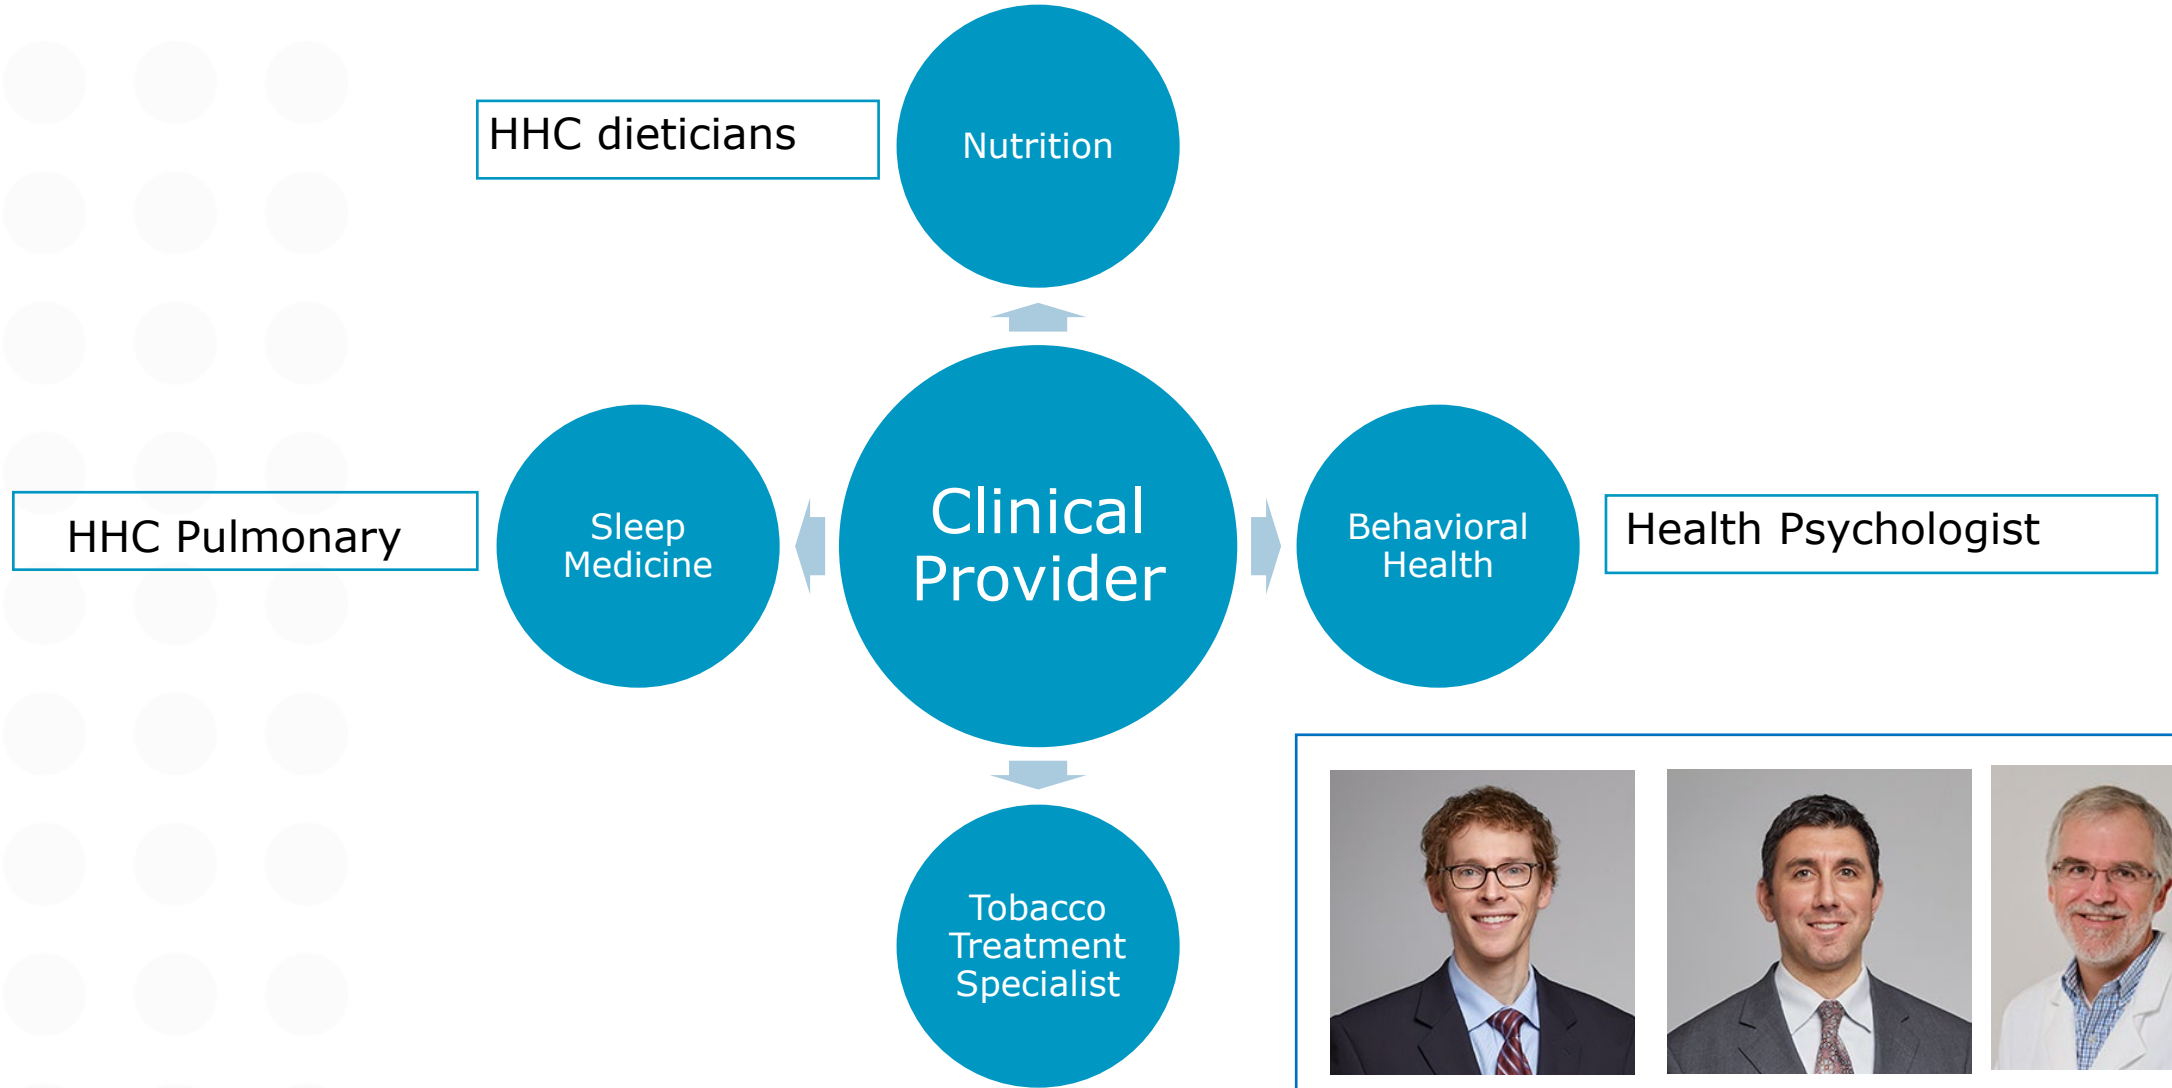 HHC dieticians
Nutrition
HHC Pulmonary
Sleep
Medicine
Clinical
Provider
Behavioral
Health
Health Psychologist
Tobacco
Treatment
Specialist